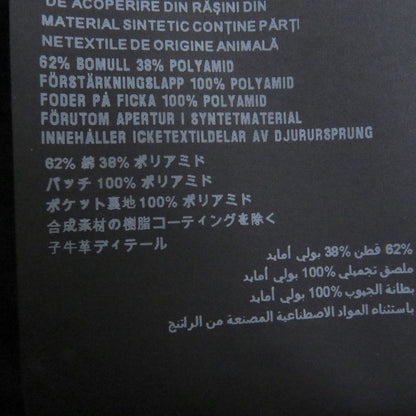 DE ACOPERIRE DIN RĂȘINI DIN
MATERIAL SINTETIC CONȚINE PĂRȚI
NETEXTILE DE ORIGINE ANIMALĂ
62% BOMULL 38% POLYAMID
FÖRSTÄRKNINGSLAPP 100% POLYAMID
FODER PÅ FICKA 100% POLYAMID
FÖRUTOM APERTUR I SYNTETMATERIAL
INNEHÅLLER ICKETEXTILDELAR AV DJURURSPRUNG
62% 綿 38% ポリアミド
パッチ 100% ポリアミド
ポケット裏地 100% ポリアミド
合成素材の樹脂コーティングを除く
子牛革ディテール
62% قطن 38% بولي أمايد
ملصق تجميلي 100% بولي أمايد
بطانة الجيوب 100% بولي أمايد
باستثناء المواد الاصطناعية المصنعة من الراتنج